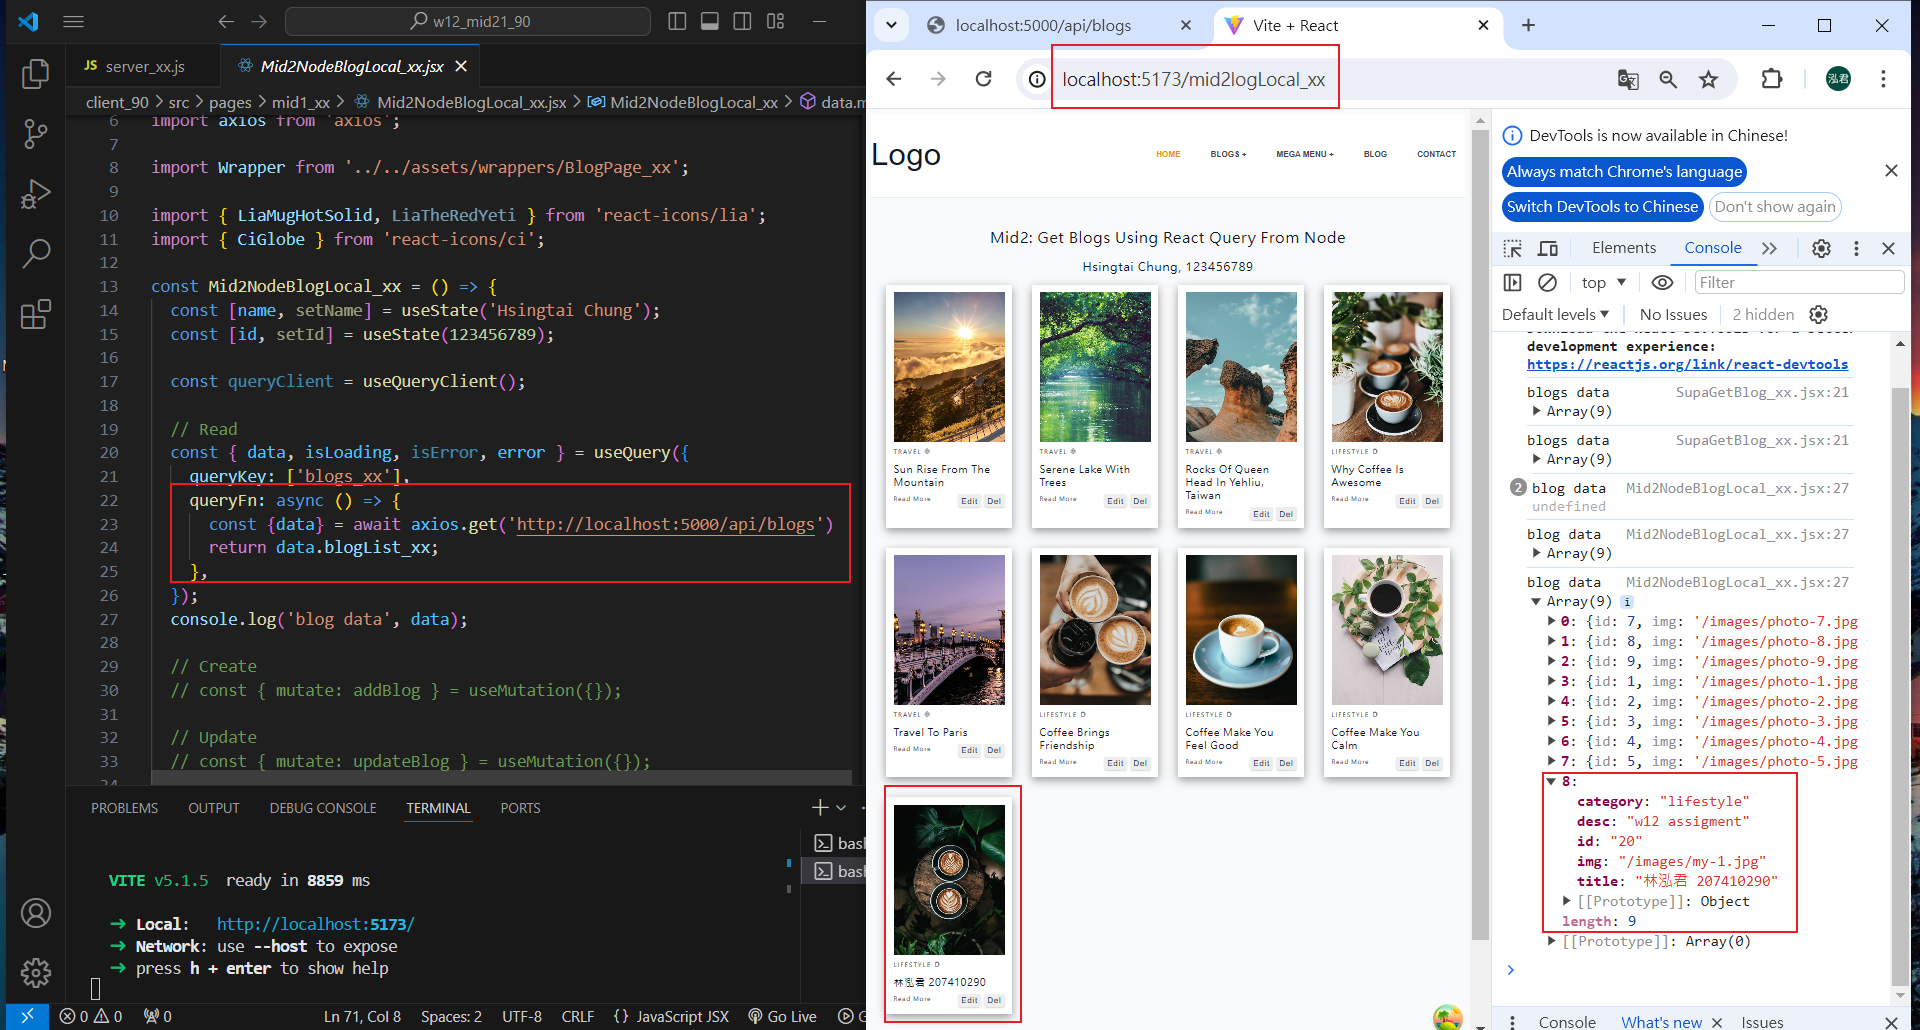 w12_mid21_90
JS server_xx.js
Mid2NodeBlogLocal_xx.jsx
client_90 > src > pages > mid1_xx > Mid2NodeBlogLocal_xx.jsx > Mid2NodeBlogLocal_xx > data.m
6 import axios from 'axios';
7
8 import Wrapper from '../../assets/wrappers/BlogPage_xx';
9
10 import { LiaMugHotSolid, LiaTheRedYeti } from 'react-icons/lia';
11 import { CiGlobe } from 'react-icons/ci';
12
13 const Mid2NodeBlogLocal_xx = () => {
14 const [name, setName] = useState('Hsingtai Chung');
15 const [id, setId] = useState(123456789);
16
17 const queryClient = useQueryClient();
18
19 // Read
20 const { data, isLoading, isError, error } = useQuery({
21 queryKey: ['blogs_xx'],
22 queryFn: async () => {
23 const {data} = await axios.get('http://localhost:5000/api/blogs')
24 return data.blogList_xx;
25 },
26 });
27 console.log('blog data', data);
28
29 // Create
30 // const { mutate: addBlog } = useMutation({});
31
32 // Update
33 // const { mutate: updateBlog } = useMutation({});
34
PROBLEMS OUTPUT DEBUG CONSOLE TERMINAL PORTS
bash
bash
VITE v5.1.5 ready in 8859 ms
➜ Local: http://localhost:5173/
➜ Network: use --host to expose
➜ press h + enter to show help
0 0 0 Ln 71, Col 8 Spaces: 2 UTF-8 CRLF {} JavaScript JSX Go Live G
localhost:5000/api/blogs
Vite + React
localhost:5173/mid2logLocal_xx
泓君
Logo
HOME BLOGS + MEGA MENU + BLOG CONTACT
Mid2: Get Blogs Using React Query From Node
Hsingtai Chung, 123456789
TRAVEL
Sun Rise From The
Mountain
Read More Edit Del
TRAVEL
Serene Lake With
Trees
Read More Edit Del
TRAVEL
Rocks Of Queen
Head In Yehliu,
Taiwan
Read More Edit Del
LIFESTYLE
Why Coffee Is
Awesome
Read More Edit Del
TRAVEL
Travel To Paris
Read More Edit Del
LIFESTYLE
Coffee Brings
Friendship
Read More Edit Del
LIFESTYLE
Coffee Make You
Feel Good
Read More Edit Del
LIFESTYLE
Coffee Make You
Calm
Read More Edit Del
LIFESTYLE
林泓君 207410290
Read More Edit Del
DevTools is now available in Chinese!
Always match Chrome's language
Switch DevTools to Chinese Don't show again
Elements Console
top Filter
Default levels No Issues 2 hidden
development experience:
https://reactjs.org/link/react-devtools
blogs data SupaGetBlog_xx.jsx:21
Array(9)
blogs data SupaGetBlog_xx.jsx:21
Array(9)
2 blog data Mid2NodeBlogLocal_xx.jsx:27
undefined
blog data Mid2NodeBlogLocal_xx.jsx:27
Array(9)
blog data Mid2NodeBlogLocal_xx.jsx:27
Array(9) i
0: {id: 7, img: '/images/photo-7.jpg
1: {id: 8, img: '/images/photo-8.jpg
2: {id: 9, img: '/images/photo-9.jpg
3: {id: 1, img: '/images/photo-1.jpg
4: {id: 2, img: '/images/photo-2.jpg
5: {id: 3, img: '/images/photo-3.jpg
6: {id: 4, img: '/images/photo-4.jpg
7: {id: 5, img: '/images/photo-5.jpg
8:
category: "lifestyle"
desc: "w12 assigment"
id: "20"
img: "/images/my-1.jpg"
title: "林泓君 207410290"
[[Prototype]]: Object
length: 9
[[Prototype]]: Array(0)
Console What's new Issues